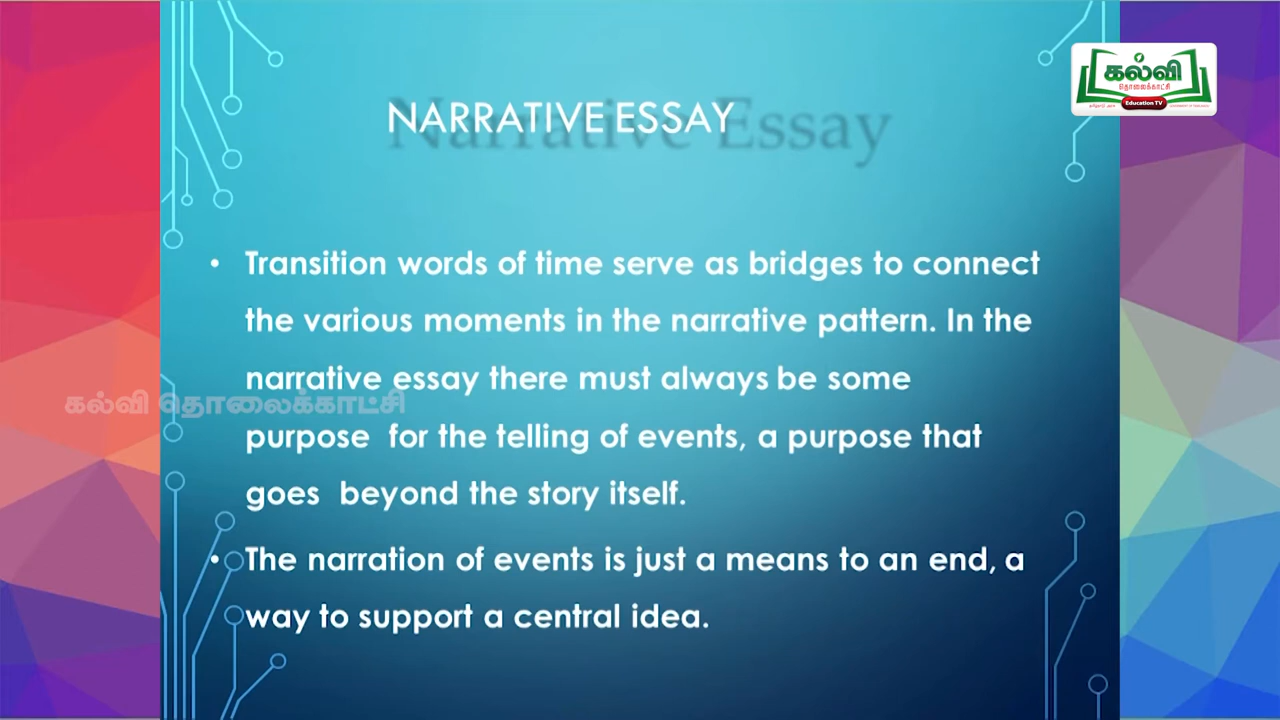 கல்வி
தொலைக்காட்சி
Education TV
NARRATIVE ESSAY
Narrative Essay
• Transition words of time serve as bridges to connect
the various moments in the narrative pattern. In the
narrative essay there must always be some
purpose for the telling of events, a purpose that
goes beyond the story itself.
கல்வி தொலைக்காட்சி
• The narration of events is just a means to an end, a
way to support a central idea.